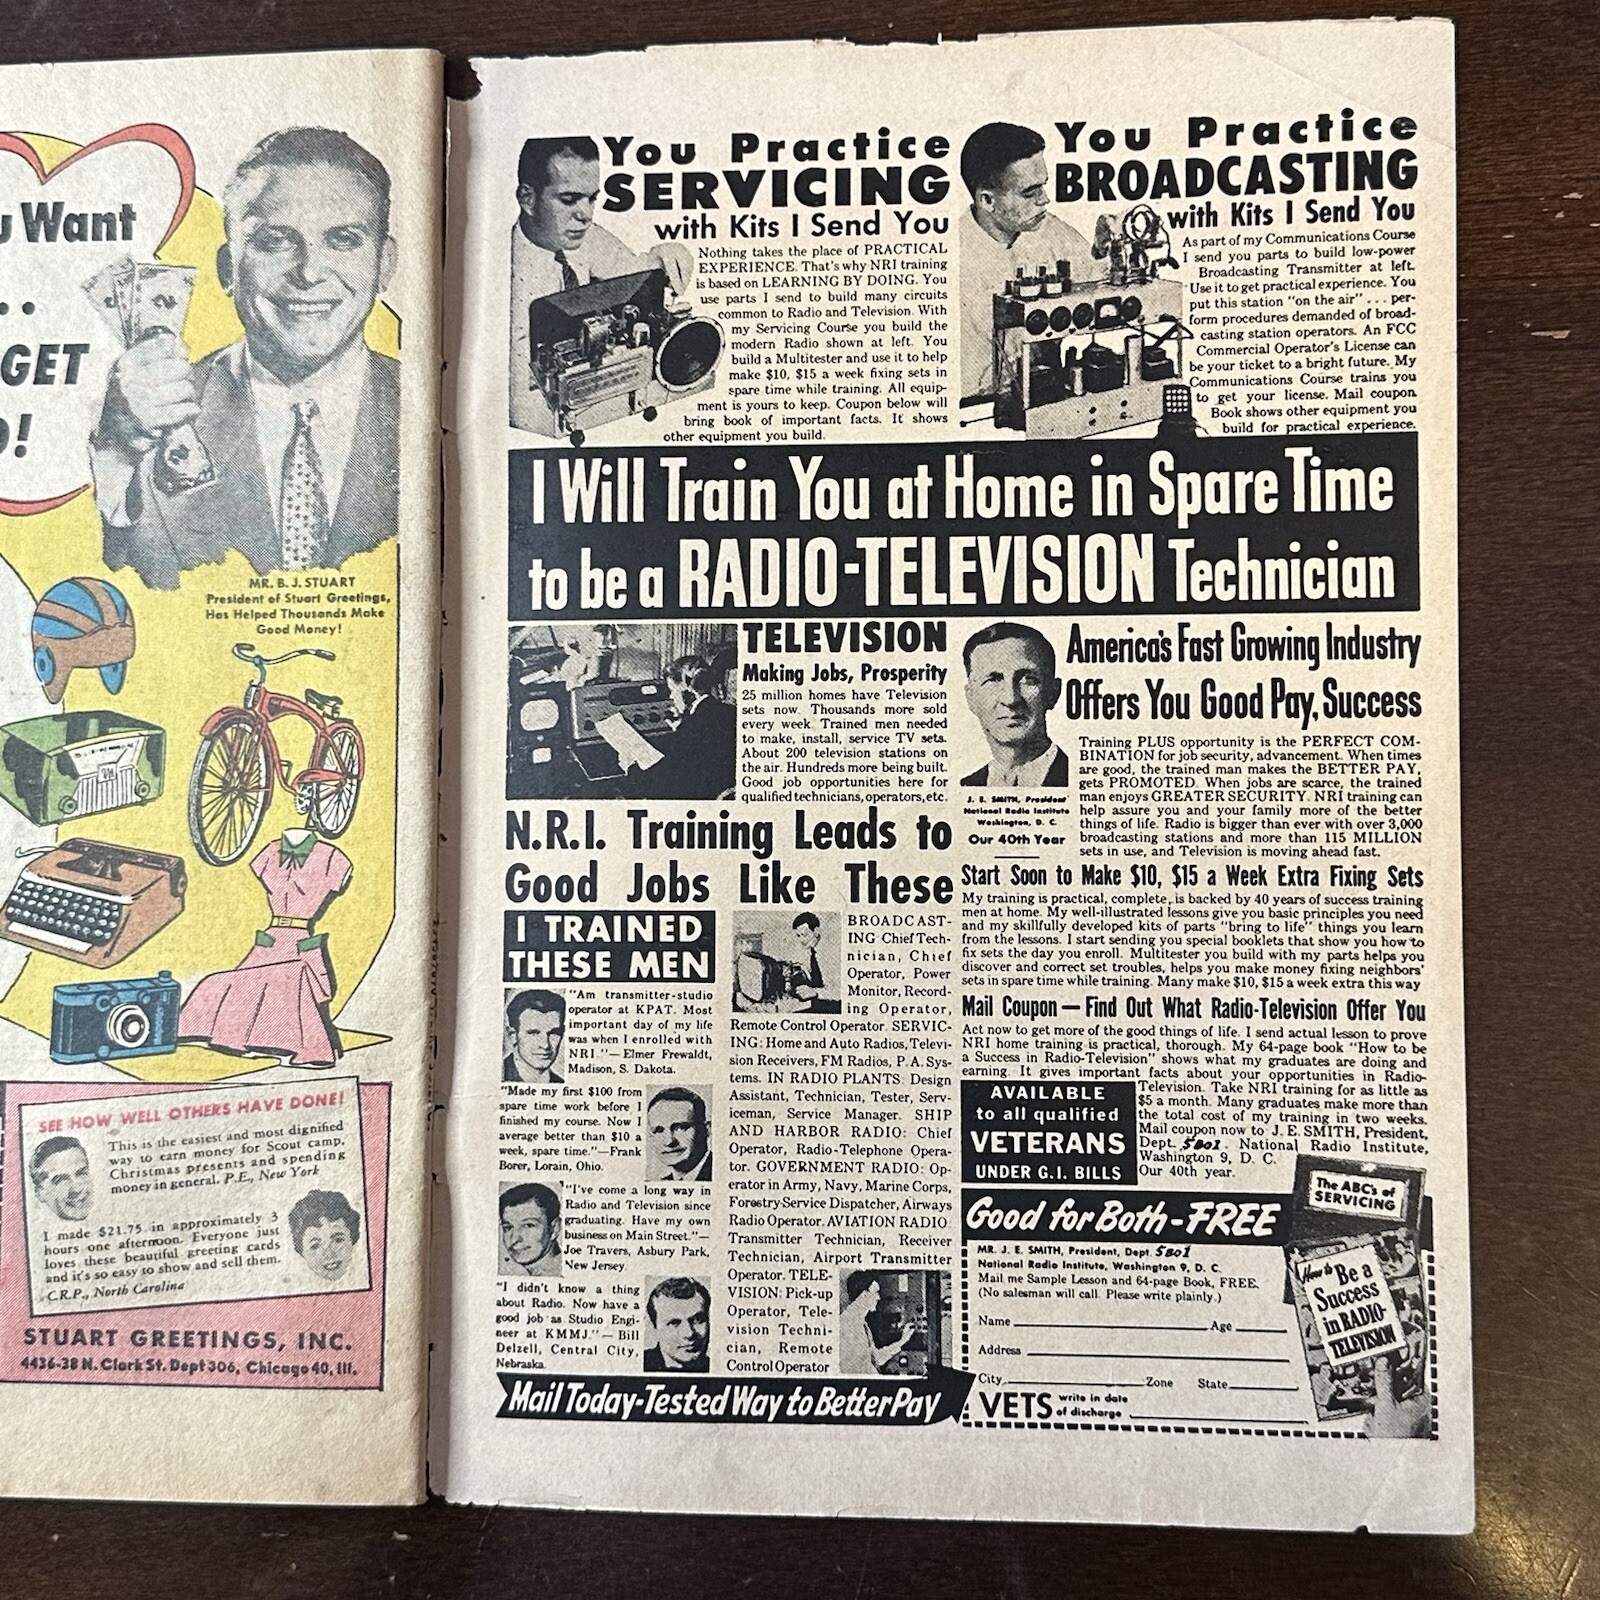 u Want
..
GET
O!
MR. B. J. STUART
President of Stuart Greetings,
Has Helped Thousands Make
Good Money!
SEE HOW WELL OTHERS HAVE DONE!
This is the easiest and most dignified
way to earn money for Scout camp,
Christmas presents and spending
money in general. P.E., New York
I made $21.75 in approximately 3
hours one afternoon. Everyone just
loves these beautiful greeting cards
and it's so easy to show and sell them.
C.R.P., North Carolina
STUART GREETINGS, INC.
4436-38 N. Clark St. Dept 306, Chicago 40, Ill.
You Practice
SERVICING
with Kits I Send You
Nothing takes the place of PRACTICAL
EXPERIENCE. That's why NRI training
is based on LEARNING BY DOING. You
use parts I send to build many circuits
common to Radio and Television. With
my Servicing Course you build the
modern Radio shown at left. You
build a Multitester and use it to help
make $10, $15 a week fixing sets in
spare time while training. All equip-
ment is yours to keep. Coupon below will
bring book of important facts. It shows
other equipment you build.
You Practice
BROADCASTING
with Kits I Send You
As part of my Communications Course
I send you parts to build low-power
Broadcasting Transmitter at left.
Use it to get practical experience. You
put this station "on the air" . . . per-
form procedures demanded of broad-
casting station operators. An FCC
Commercial Operator's License can
be your ticket to a bright future. My
Communications Course trains you
to get your license. Mail coupon.
Book shows other equipment you
build for practical experience.
I Will Train You at Home in Spare Time
to be a RADIO-TELEVISION Technician
TELEVISION
Making Jobs, Prosperity
25 million homes have Television
sets now. Thousands more sold
every week. Trained men needed
to make, install, service TV sets.
About 200 television stations on
the air. Hundreds more being built.
Good job opportunities here for
qualified technicians, operators, etc.
N.R.I. Training Leads to
Good Jobs Like These
I TRAINED
THESE MEN
"Am transmitter-studio
operator at KPAT. Most
important day of my life
was when I enrolled with
NRI."—Elmer Frewaldt,
Madison, S. Dakota.
"Made my first $100 from
spare time work before I
finished my course. Now I
average better than $10 a
week, spare time."—Frank
Borer, Lorain, Ohio.
"I've come a long way in
Radio and Television since
graduating. Have my own
business on Main Street."—
Joe Travers, Asbury Park,
New Jersey.
"I didn't know a thing
about Radio. Now have a
good job as Studio Engi-
neer at KMMJ."—Bill
Delzell, Central City,
Nebraska.
BROADCAST-
ING: Chief Tech-
nician, Chief
Operator, Power
Monitor, Record-
ing Operator,
Remote Control Operator. SERVIC-
ING: Home and Auto Radios, Televi-
sion Receivers, FM Radios, P.A. Sys-
tems. IN RADIO PLANTS: Design
Assistant, Technician, Tester, Serv-
iceman, Service Manager. SHIP
AND HARBOR RADIO: Chief
Operator, Radio-Telephone Opera-
tor. GOVERNMENT RADIO: Op-
erator in Army, Navy, Marine Corps,
Forestry Service Dispatcher, Airways
Radio Operator. AVIATION RADIO:
Transmitter Technician, Receiver
Technician, Airport Transmitter
Operator. TELE-
VISION: Pick-up
Operator, Tele-
vision Techni-
cian, Remote
Control Operator
Mail Today-Tested Way to Better Pay
J. E. SMITH, President
National Radio Institute
Washington, D. C.
Our 40th Year
America's Fast Growing Industry
Offers You Good Pay, Success
Training PLUS opportunity is the PERFECT COM-
BINATION for job security, advancement. When times
are good, the trained man makes the BETTER PAY,
gets PROMOTED. When jobs are scarce, the trained
man enjoys GREATER SECURITY. NRI training can
help assure you and your family more of the better
things of life. Radio is bigger than ever with over 3,000
broadcasting stations and more than 115 MILLION
sets in use, and Television is moving ahead fast.
Start Soon to Make $10, $15 a Week Extra Fixing Sets
My training is practical, complete, is backed by 40 years of success training
men at home. My well-illustrated lessons give you basic principles you need
and my skillfully developed kits of parts "bring to life" things you learn
from the lessons. I start sending you special booklets that show you how to
fix sets the day you enroll. Multitester you build with my parts helps you
discover and correct set troubles, helps you make money fixing neighbors'
sets in spare time while training. Many make $10, $15 a week extra this way
Mail Coupon — Find Out What Radio-Television Offer You
Act now to get more of the good things of life. I send actual lesson to prove
NRI home training is practical, thorough. My 64-page book "How to be
a Success in Radio-Television" shows what my graduates are doing and
earning. It gives important facts about your opportunities in Radio-
Television. Take NRI training for as little as
$5 a month. Many graduates make more than
the total cost of my training in two weeks.
Mail coupon now to J. E. SMITH, President,
Dept. 5BO1. National Radio Institute,
Washington 9, D. C.
Our 40th year.
AVAILABLE
to all qualified
VETERANS
UNDER G.I. BILLS
Good for Both - FREE
The ABC's of
SERVICING
How to Be a
Success
in RADIO-
TELEVISION
MR. J. E. SMITH, President, Dept. 5BO1
National Radio Institute, Washington 9, D. C.
Mail me Sample Lesson and 64-page Book, FREE.
(No salesman will call. Please write plainly.)
Name Age
Address
City Zone State
VETS write in date
of discharge